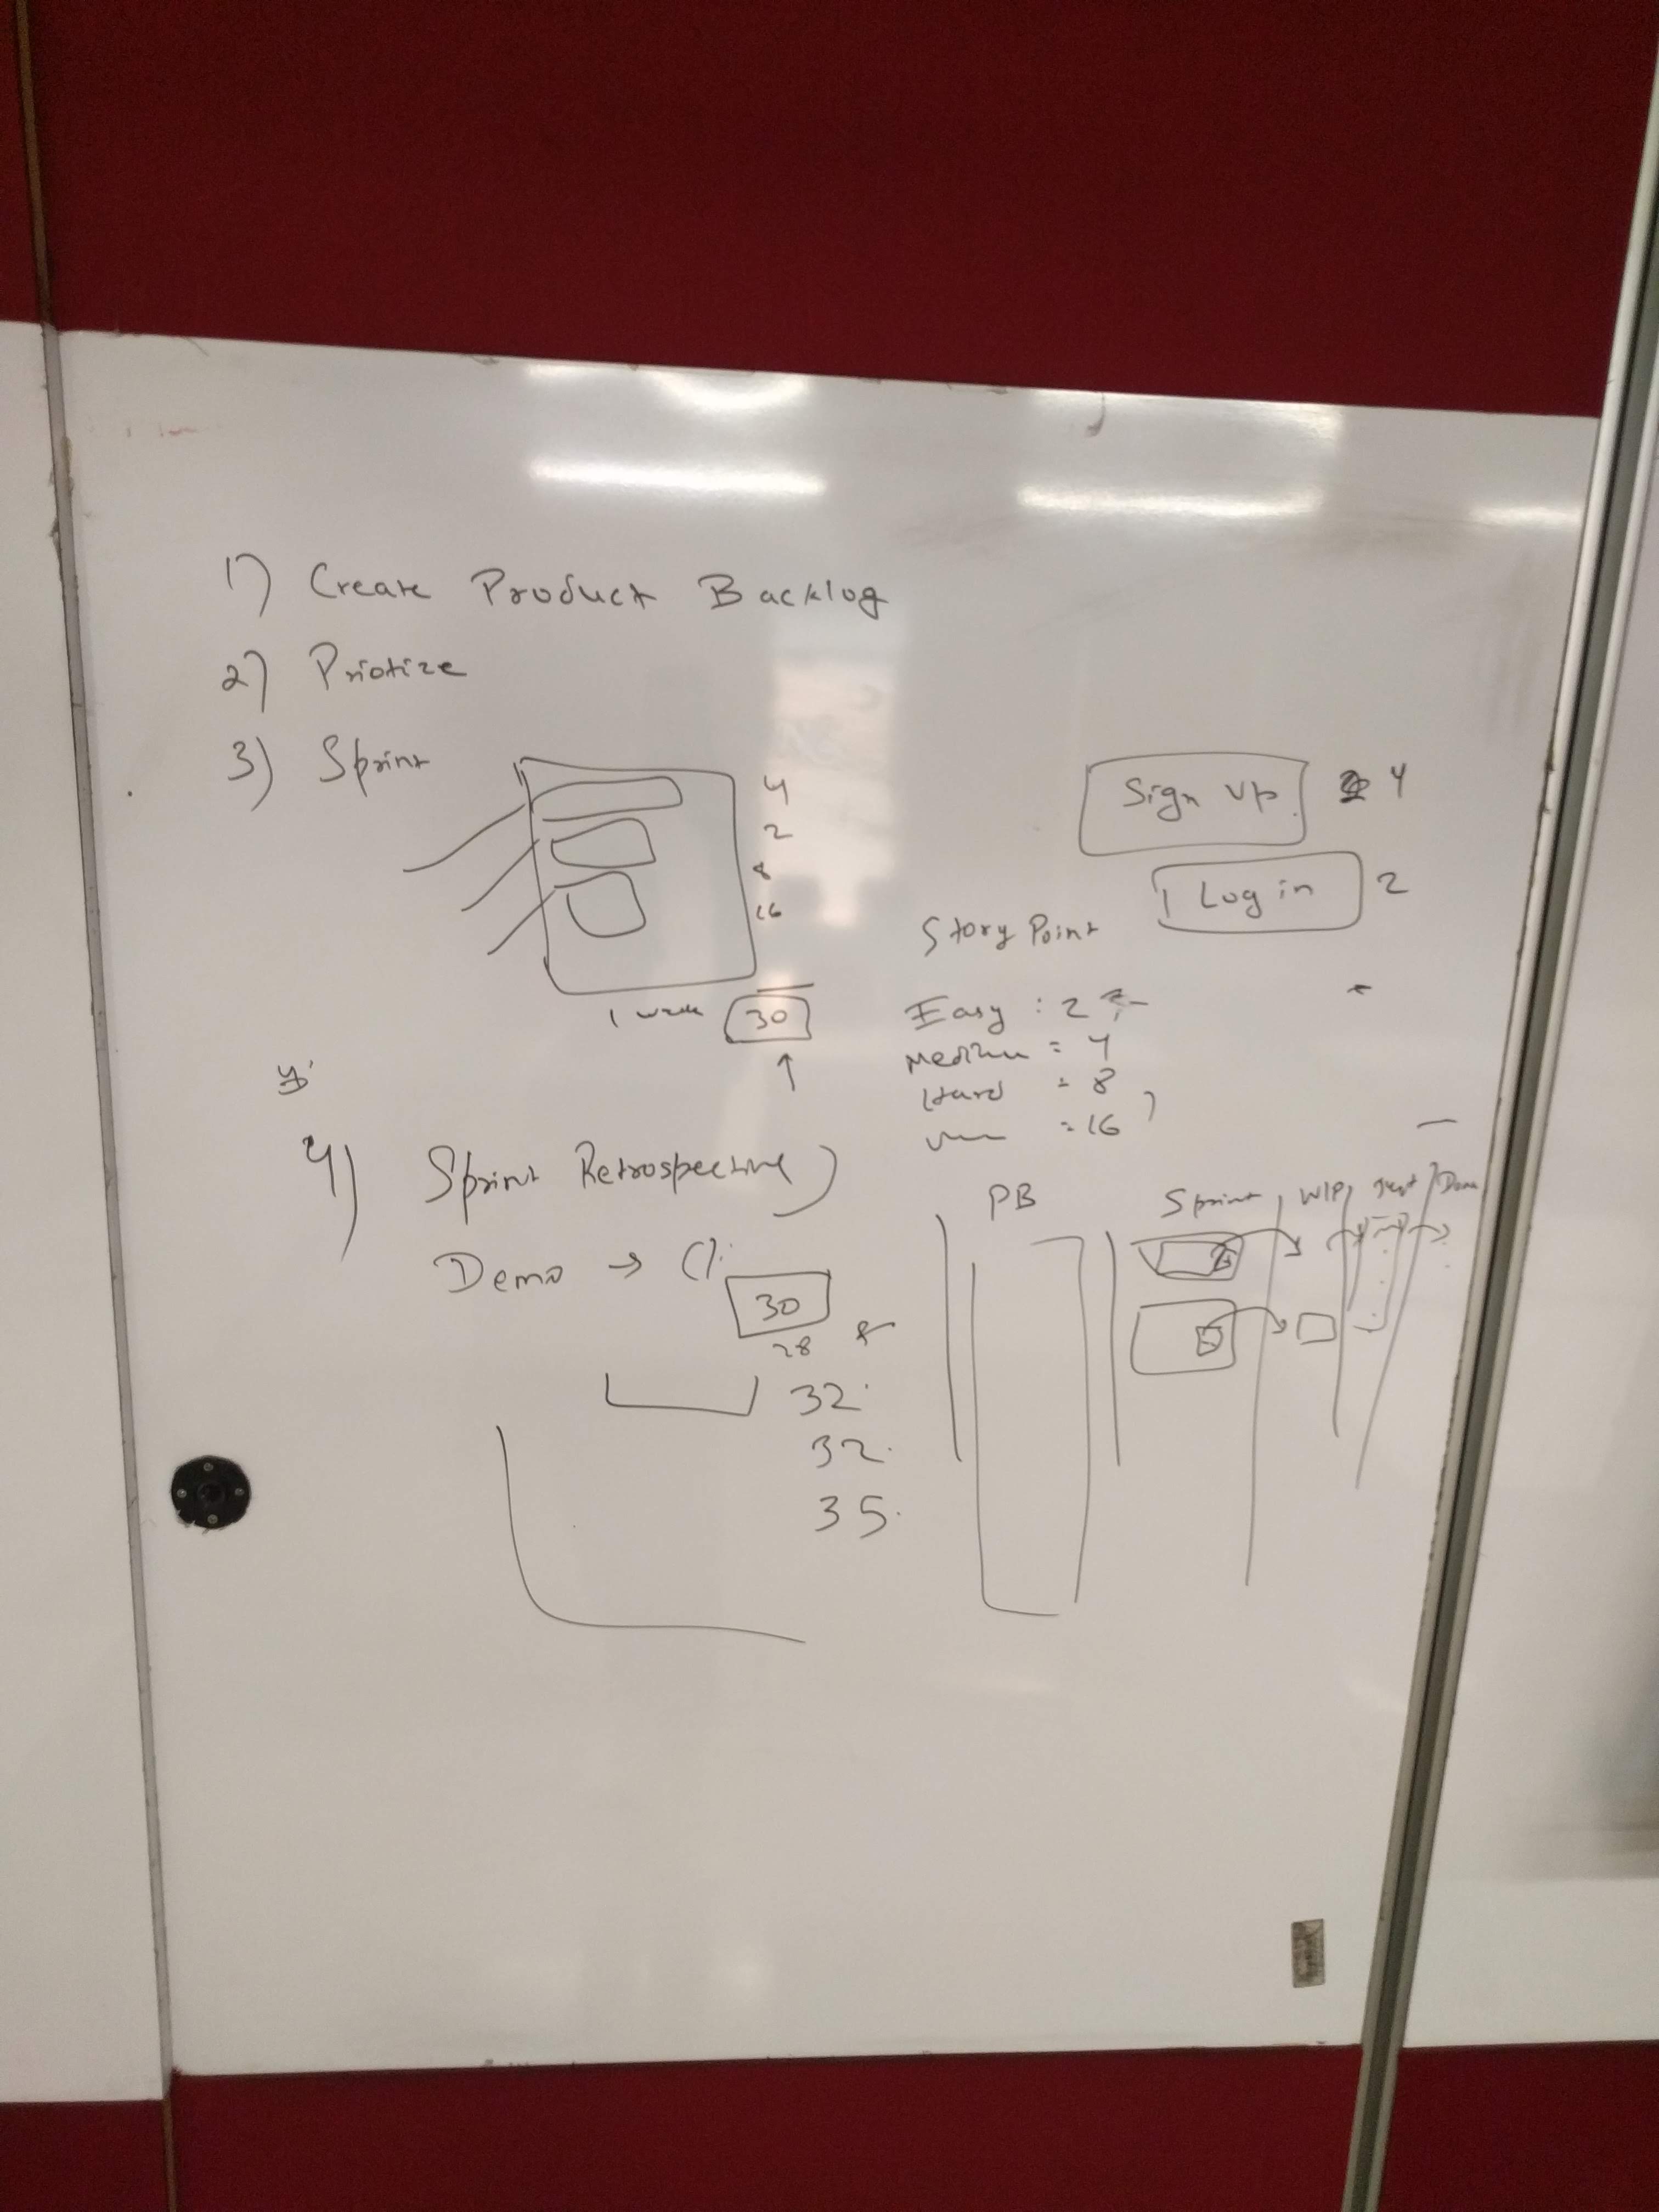 1) Create Product Backlog
2) Priotize
3) Sprint
4
2
8
16
1 week 30
Sign Up 4
Log in 2
Story Point
Easy : 2
Medium = 4
Hard = 8
= 16
4) Sprint Retrospective
Demo →
30
28
32
32
35
PB Sprint WIP Test Done